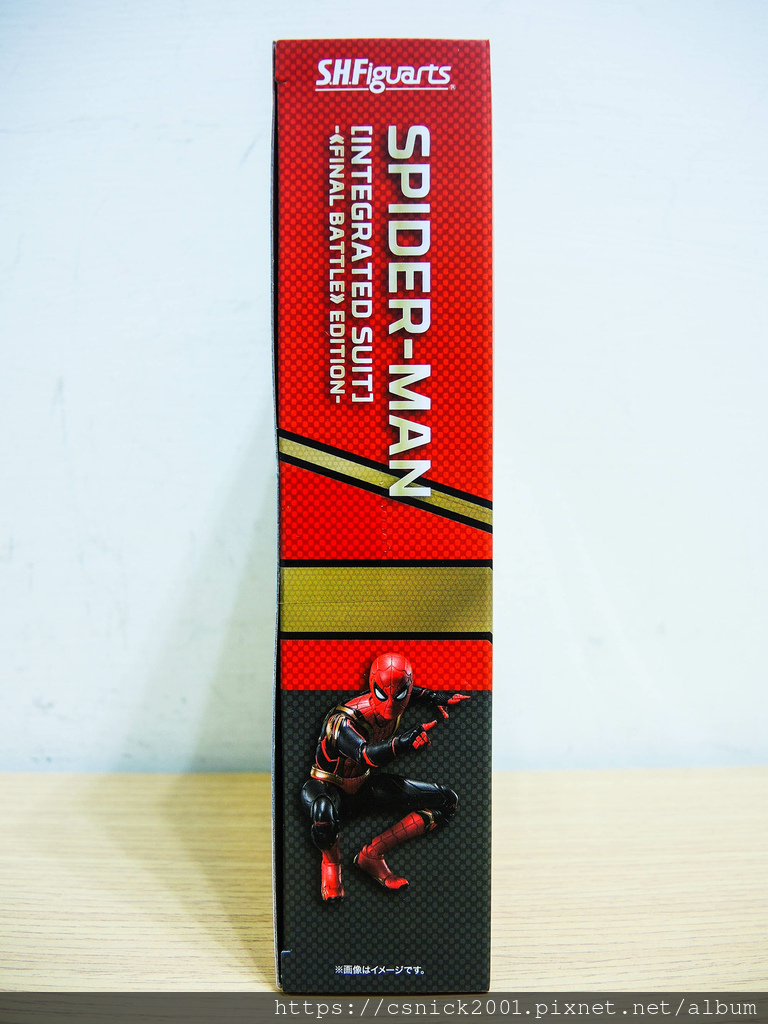 S.H.Figuarts®
SPIDER-MAN
[INTEGRATED SUIT]
-《FINAL BATTLE》 EDITION-
※画像はイメージです。
https://csnick2001.pixnet.net/album